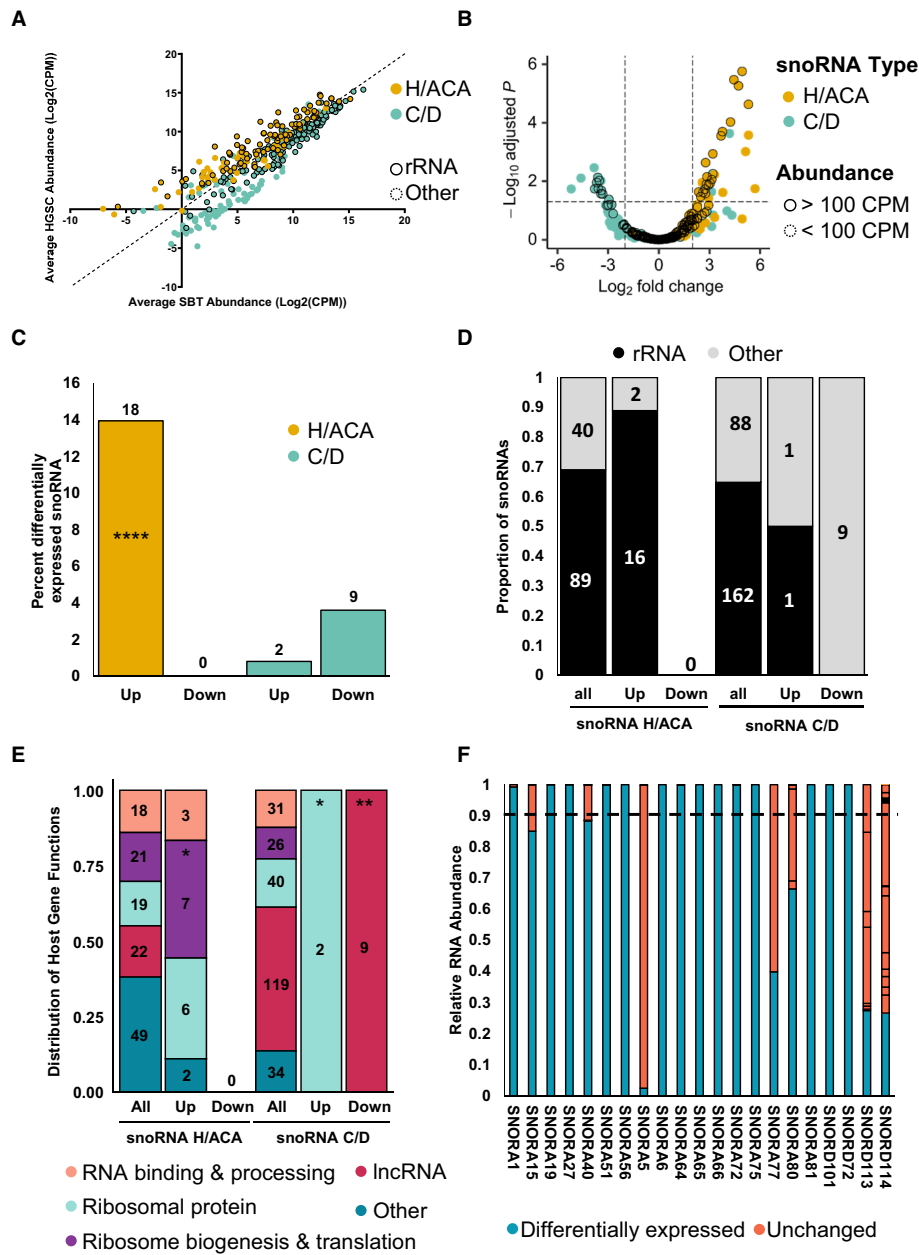 A
Average HGSC Abundance (Log2(CPM))
20
15
10
5
-5
-10
-10
-5
0
5
10
15
20
Average SBT Abundance (Log2(CPM))
H/ACA
C/D
rRNA
Other
B
– Log10 adjusted P
6
4
2
0
-6
-3
0
3
6
Log2 fold change
snoRNA Type
H/ACA
C/D
Abundance
> 100 CPM
< 100 CPM
C
Percent differentially
expressed snoRNA
16
14
12
10
8
6
4
2
0
18
****
0
2
9
Up
Down
Up
Down
H/ACA
C/D
D
rRNA
Other
Proportion of snoRNAs
1
0.9
0.8
0.7
0.6
0.5
0.4
0.3
0.2
0.1
0
40
89
2
16
0
88
162
1
1
9
all
Up
Down
all
Up
Down
snoRNA H/ACA
snoRNA C/D
E
Distribution of Host Gene Functions
1.00
0.75
0.50
0.25
0.00
18
21
19
22
49
3
*
7
6
2
0
31
26
40
119
34
*
2
**
9
All
Up
Down
All
Up
Down
snoRNA H/ACA
snoRNA C/D
RNA binding & processing
lncRNA
Ribosomal protein
Other
Ribosome biogenesis & translation
F
Relative RNA Abundance
1
0.9
0.8
0.7
0.6
0.5
0.4
0.3
0.2
0.1
0
SNORA1
SNORA15
SNORA19
SNORA27
SNORA40
SNORA51
SNORA56
SNORA5
SNORA6
SNORA64
SNORA65
SNORA66
SNORA72
SNORA75
SNORA77
SNORA80
SNORA81
SNORD101
SNORD72
SNORD113
SNORD114
Differentially expressed
Unchanged